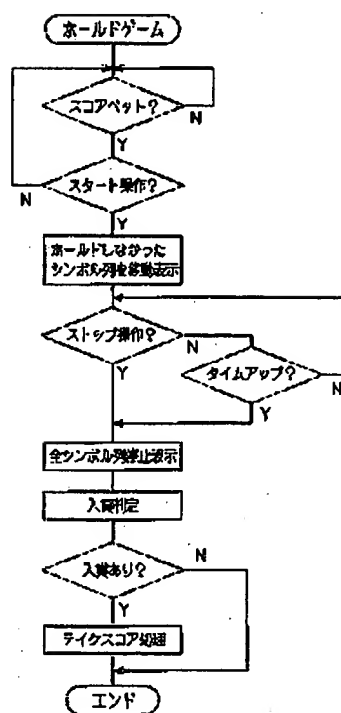 ホールドゲーム
スコアベット?
N
Y
スタート操作?
N
Y
ホールドしなかった
シンボル列を移動表示
ストップ操作?
N
Y
タイムアップ?
N
Y
全シンボル列停止表示
入賞判定
入賞あり?
N
Y
テイクスコア処理
エンド